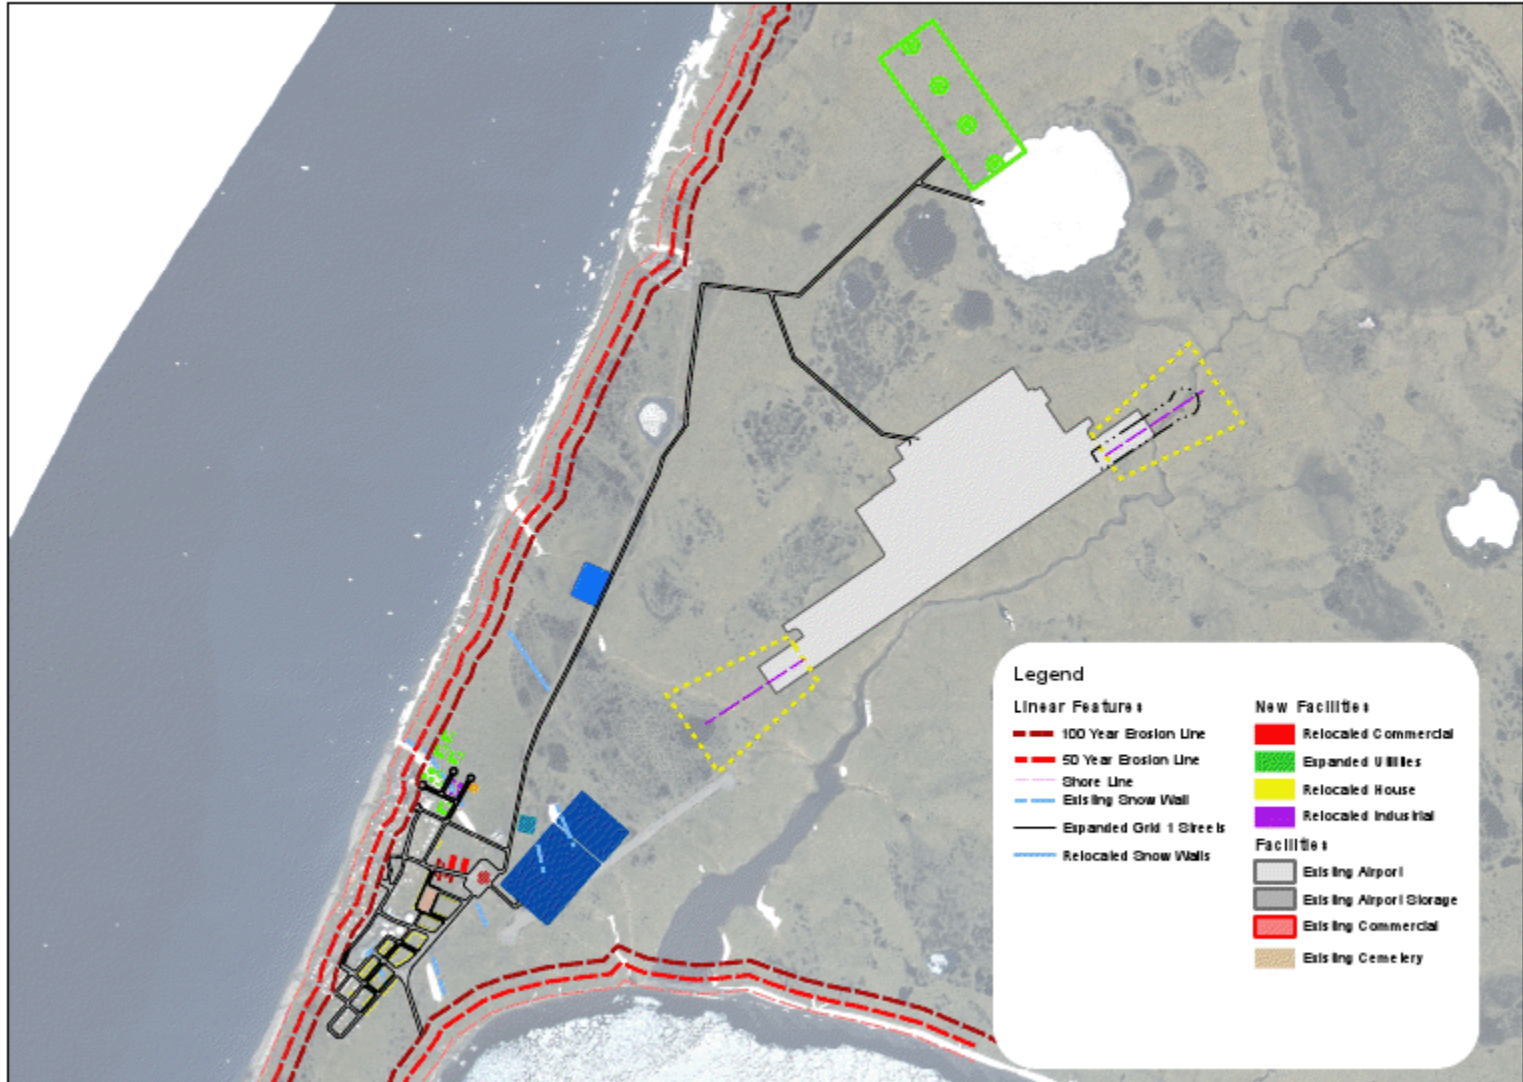 Legend
Linear Features
100 Year Erosion Line
50 Year Erosion Line
Shore Line
Existing Snow Wall
Expanded Grid 1 Streets
Relocated Snow Walls
New Facilities
Relocated Commercial
Expanded Utilities
Relocated House
Relocated Industrial
Facilities
Existing Airport
Existing Airport Storage
Existing Commercial
Existing Cemetery